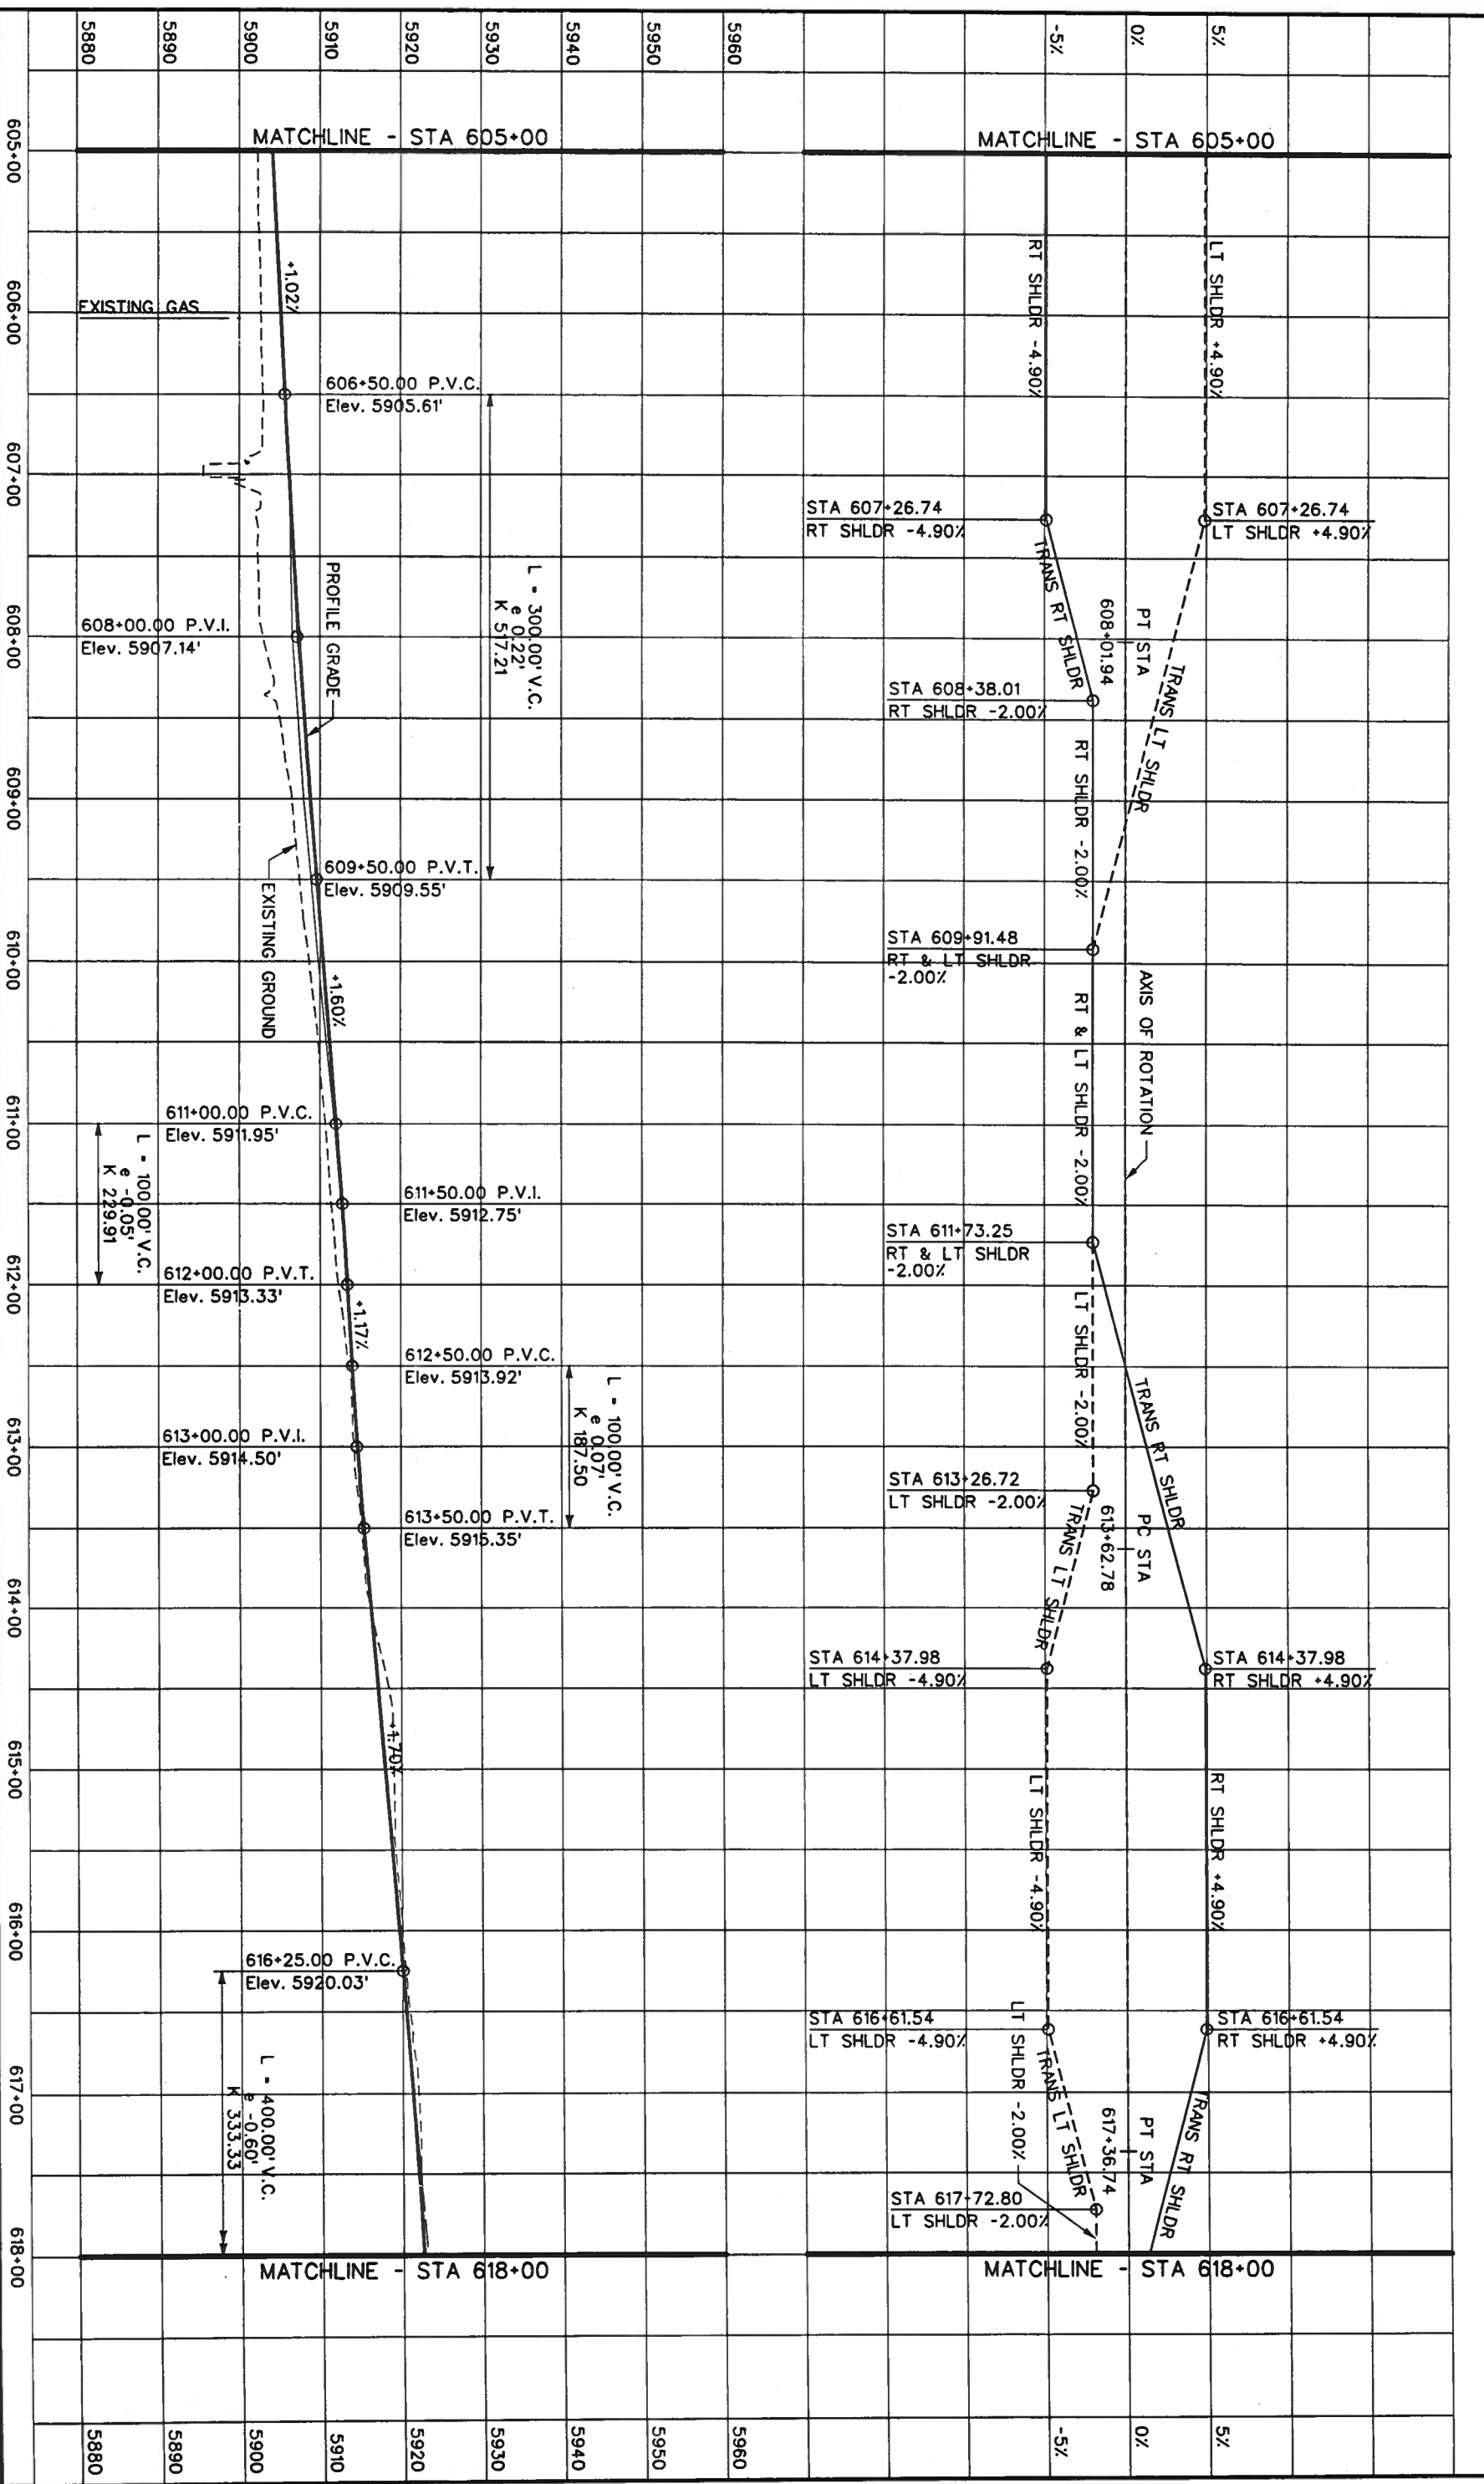 5880
5890
5900
5910
5920
5930
5940
5950
5960
-5%
0%
5%
MATCHLINE - STA 605+00
MATCHLINE - STA 605+00
605+00
606+00
607+00
608+00
609+00
610+00
611+00
612+00
613+00
614+00
615+00
616+00
617+00
618+00
EXISTING GAS
+1.02%
606+50.00 P.V.C.
Elev. 5905.61'
608+00.00 P.V.I.
Elev. 5907.14'
PROFILE GRADE
L = 300.00' V.C.
e 0.22'
K 517.21
609+50.00 P.V.T.
Elev. 5909.55'
EXISTING GROUND
+1.60%
611+00.00 P.V.C.
Elev. 5911.95'
L = 100.00' V.C.
e -0.05'
K 229.91
611+50.00 P.V.I.
Elev. 5912.75'
612+00.00 P.V.T.
Elev. 5913.33'
+1.17%
612+50.00 P.V.C.
Elev. 5913.92'
L = 100.00' V.C.
e 0.07'
K 187.50
613+00.00 P.V.I.
Elev. 5914.50'
613+50.00 P.V.T.
Elev. 5915.35'
+1.70%
616+25.00 P.V.C.
Elev. 5920.03'
L = 400.00' V.C.
e -0.60'
K 333.33
RT SHLDR -4.90%
LT SHLDR +4.90%
STA 607+26.74
RT SHLDR -4.90%
STA 607+26.74
LT SHLDR +4.90%
TRANS RT SHLDR
PT STA
608+01.94
TRANS LT SHLDR
STA 608+38.01
RT SHLDR -2.00%
RT SHLDR -2.00%
STA 609+91.48
RT & LT SHLDR
-2.00%
AXIS OF ROTATION
RT & LT SHLDR -2.00%
STA 611+73.25
RT & LT SHLDR
-2.00%
LT SHLDR -2.00%
TRANS RT SHLDR
STA 613+26.72
LT SHLDR -2.00%
PC STA
613+62.78
TRANS LT SHLDR
STA 614+37.98
LT SHLDR -4.90%
STA 614+37.98
RT SHLDR +4.90%
LT SHLDR -4.90%
RT SHLDR +4.90%
STA 616+61.54
LT SHLDR -4.90%
STA 616+61.54
RT SHLDR +4.90%
LT SHLDR -2.00%
TRANS LT SHLDR
PT STA
617+36.74
TRANS RT SHLDR
STA 617+72.80
LT SHLDR -2.00%
MATCHLINE - STA 618+00
MATCHLINE - STA 618+00
5880
5890
5900
5910
5920
5930
5940
5950
5960
-5%
0%
5%